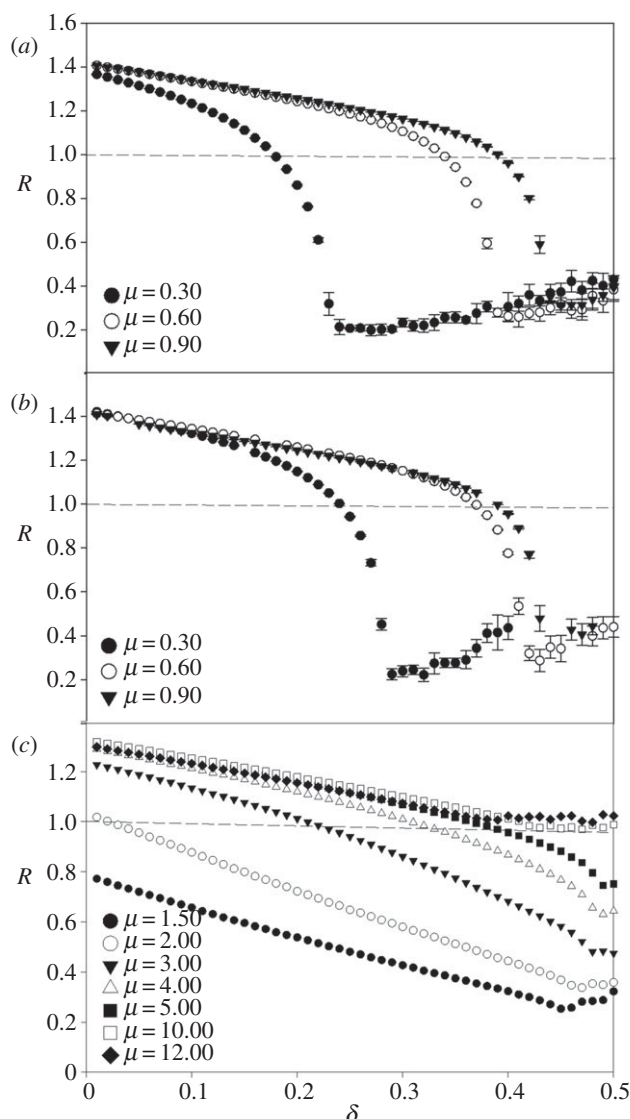 (a)
1.6
1.4
1.2
1.0
R
0.8
0.6
0.4
0.2
μ = 0.30
μ = 0.60
μ = 0.90
(b)
1.4
1.2
1.0
0.8
0.6
0.4
0.2
μ = 0.30
μ = 0.60
μ = 0.90
(c)
1.2
1.0
R
0.8
0.6
0.4
0.2
0
μ = 1.50
μ = 2.00
μ = 3.00
μ = 4.00
μ = 5.00
μ = 10.00
μ = 12.00
0 0.1 0.2 0.3 0.4 0.5
δ